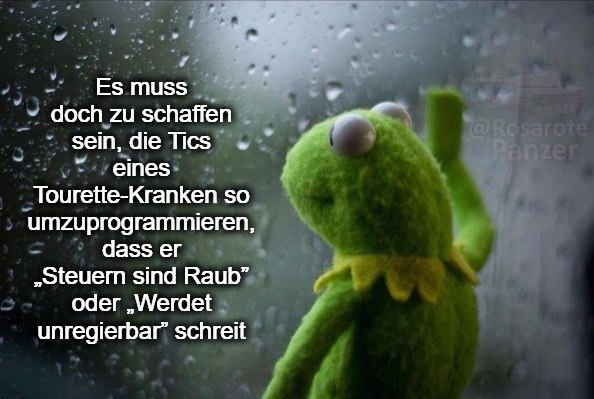 Es muss
doch zu schaffen
sein, die Tics
eines
Tourette-Kranken so
umzuprogrammieren,
dass er
„Steuern sind Raub”
oder „Werdet
unregierbar” schreit
@Rosarote
Panzer